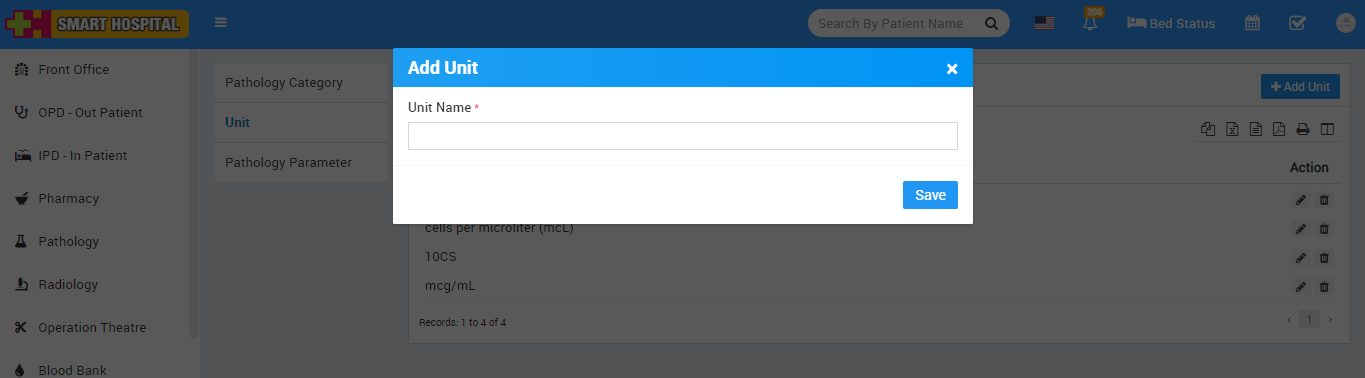 SMART HOSPITAL
Search By Patient Name
206
Bed Status
Front Office
OPD - Out Patient
IPD - In Patient
Pharmacy
Pathology
Radiology
Operation Theatre
Blood Bank
Pathology Category
Unit
Pathology Parameter
Add Unit
×
Unit Name *
Save
Add Unit
Action
cells per microliter (mcL)
10CS
mcg/mL
Records: 1 to 4 of 4
‹ 1 ›